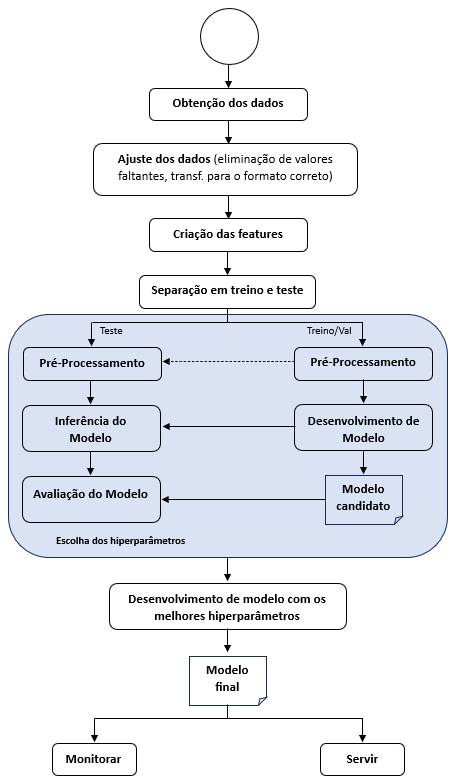 Obtenção dos dados
Ajuste dos dados (eliminação de valores
faltantes, transf. para o formato correto)
Criação das features
Separação em treino e teste
Teste
Treino/Val
Pré-Processamento
Pré-Processamento
Inferência do
Modelo
Desenvolvimento de
Modelo
Avaliação do Modelo
Modelo
candidato
Escolha dos hiperparâmetros
Desenvolvimento de modelo com os
melhores hiperparâmetros
Modelo
final
Monitorar
Servir